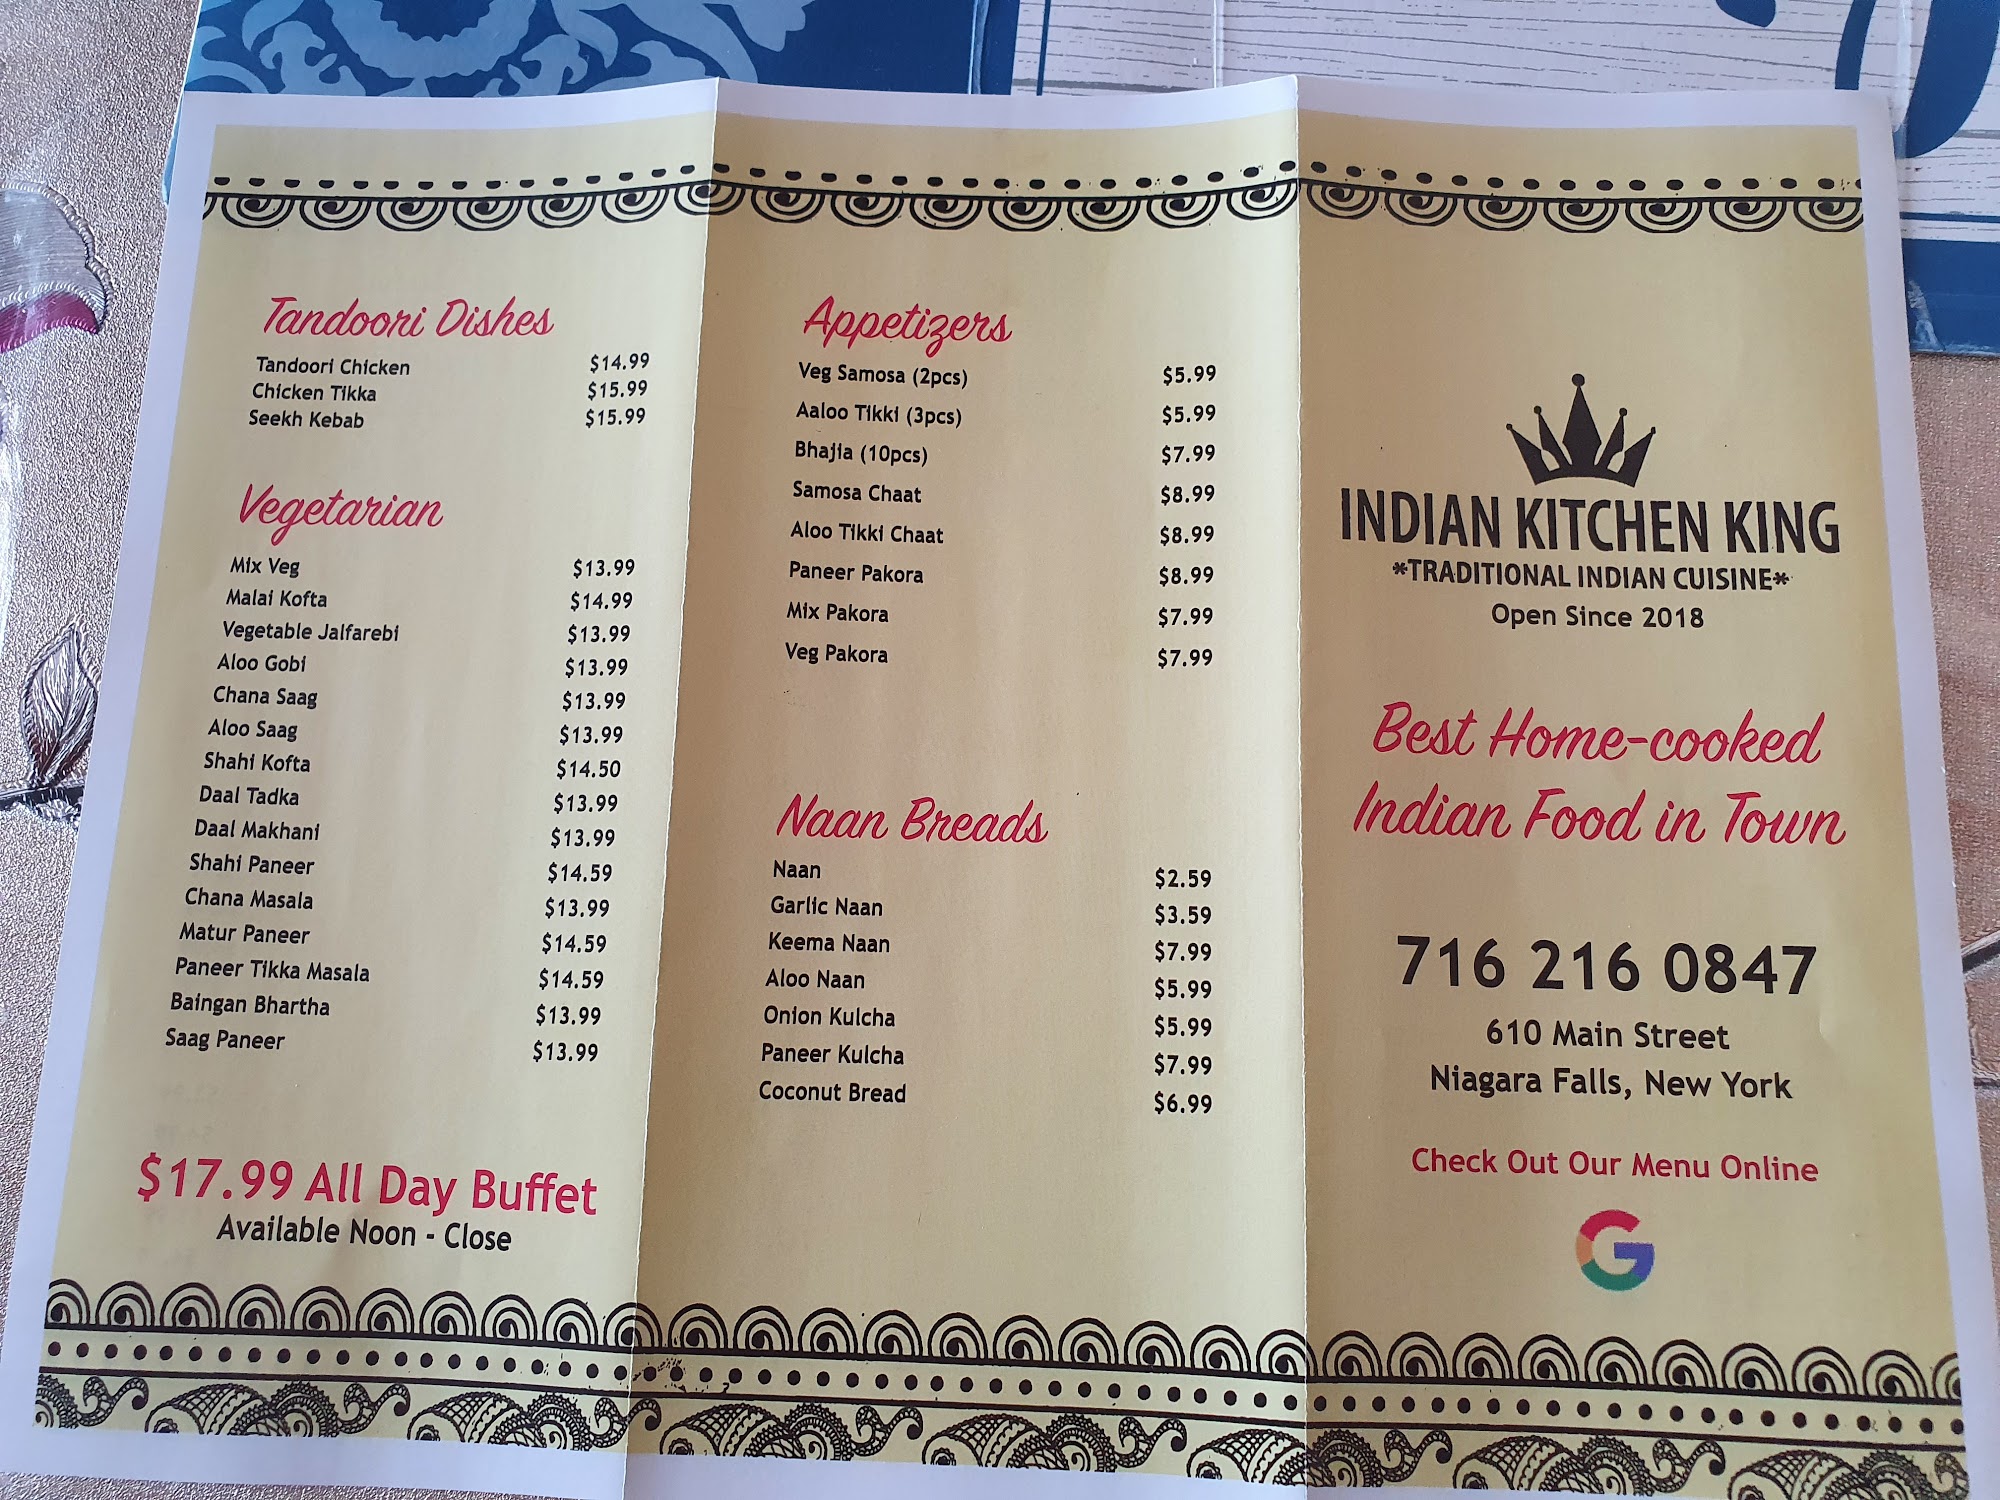 Tandoori Dishes
Tandoori Chicken $14.99
Chicken Tikka $15.99
Seekh Kebab $15.99
Vegetarian
Mix Veg $13.99
Malai Kofta $14.99
Vegetable Jalfarebi $13.99
Aloo Gobi $13.99
Chana Saag $13.99
Aloo Saag $13.99
Shahi Kofta $14.50
Daal Tadka $13.99
Daal Makhani $13.99
Shahi Paneer $14.59
Chana Masala $13.99
Matur Paneer $14.59
Paneer Tikka Masala $14.59
Baingan Bhartha $13.99
Saag Paneer $13.99
$17.99 All Day Buffet
Available Noon - Close
Appetizers
Veg Samosa (2pcs) $5.99
Aaloo Tikki (3pcs) $5.99
Bhajia (10pcs) $7.99
Samosa Chaat $8.99
Aloo Tikki Chaat $8.99
Paneer Pakora $8.99
Mix Pakora $7.99
Veg Pakora $7.99
Naan Breads
Naan $2.59
Garlic Naan $3.59
Keema Naan $7.99
Aloo Naan $5.99
Onion Kulcha $5.99
Paneer Kulcha $7.99
Coconut Bread $6.99
INDIAN KITCHEN KING
*TRADITIONAL INDIAN CUISINE*
Open Since 2018
Best Home-cooked
Indian Food in Town
716 216 0847
610 Main Street
Niagara Falls, New York
Check Out Our Menu Online
G